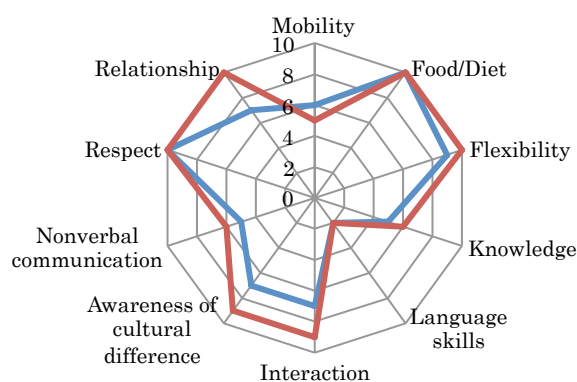 Mobility
10
8
6
4
2
0
Food/Diet
Flexibility
Knowledge
Language
skills
Interaction
Awareness of
cultural
difference
Nonverbal
communication
Respect
Relationship